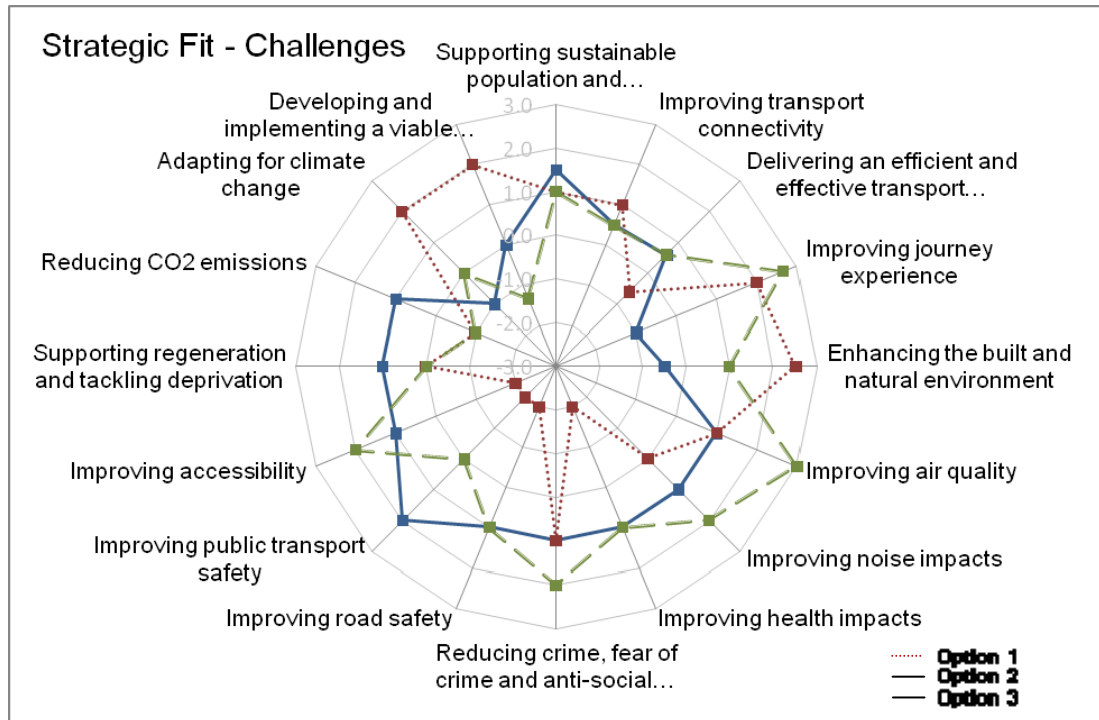 Strategic Fit - Challenges
Supporting sustainable
population and…
Improving transport
connectivity
Delivering an efficient and
effective transport…
Improving journey
experience
Enhancing the built and
natural environment
Improving air quality
Improving noise impacts
Improving health impacts
Reducing crime, fear of
crime and anti-social…
Improving road safety
Improving public transport
safety
Improving accessibility
Supporting regeneration
and tackling deprivation
Reducing CO2 emissions
Adapting for climate
change
Developing and
implementing a viable…
3.0
2.0
1.0
0.0
1.0
-2.0
-3.0
Option 1
Option 2
Option 3